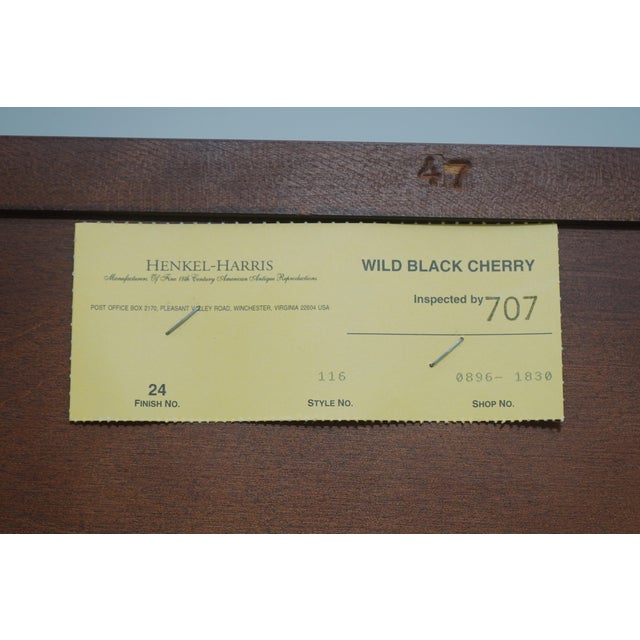 47
HENKEL-HARRIS
Manufacturers Of Fine 18th Century American Antique Reproductions
POST OFFICE BOX 2170, PLEASANT VALLEY ROAD, WINCHESTER, VIRGINIA 22604 USA
WILD BLACK CHERRY
Inspected by 707
24
FINISH NO.
116
STYLE NO.
0896- 1830
SHOP NO.